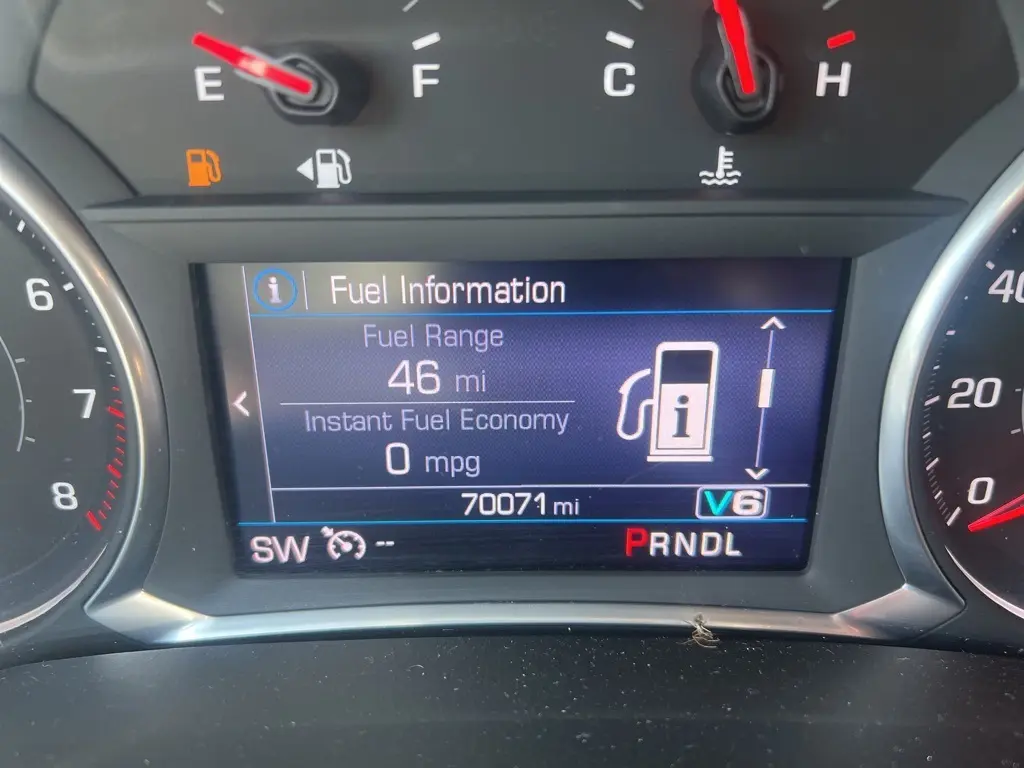 E F C H
i Fuel Information
Fuel Range
46 mi
i
Instant Fuel Economy
0 mpg
70071 mi V6
SW -- PRNDL
6
7
8
40
20
0